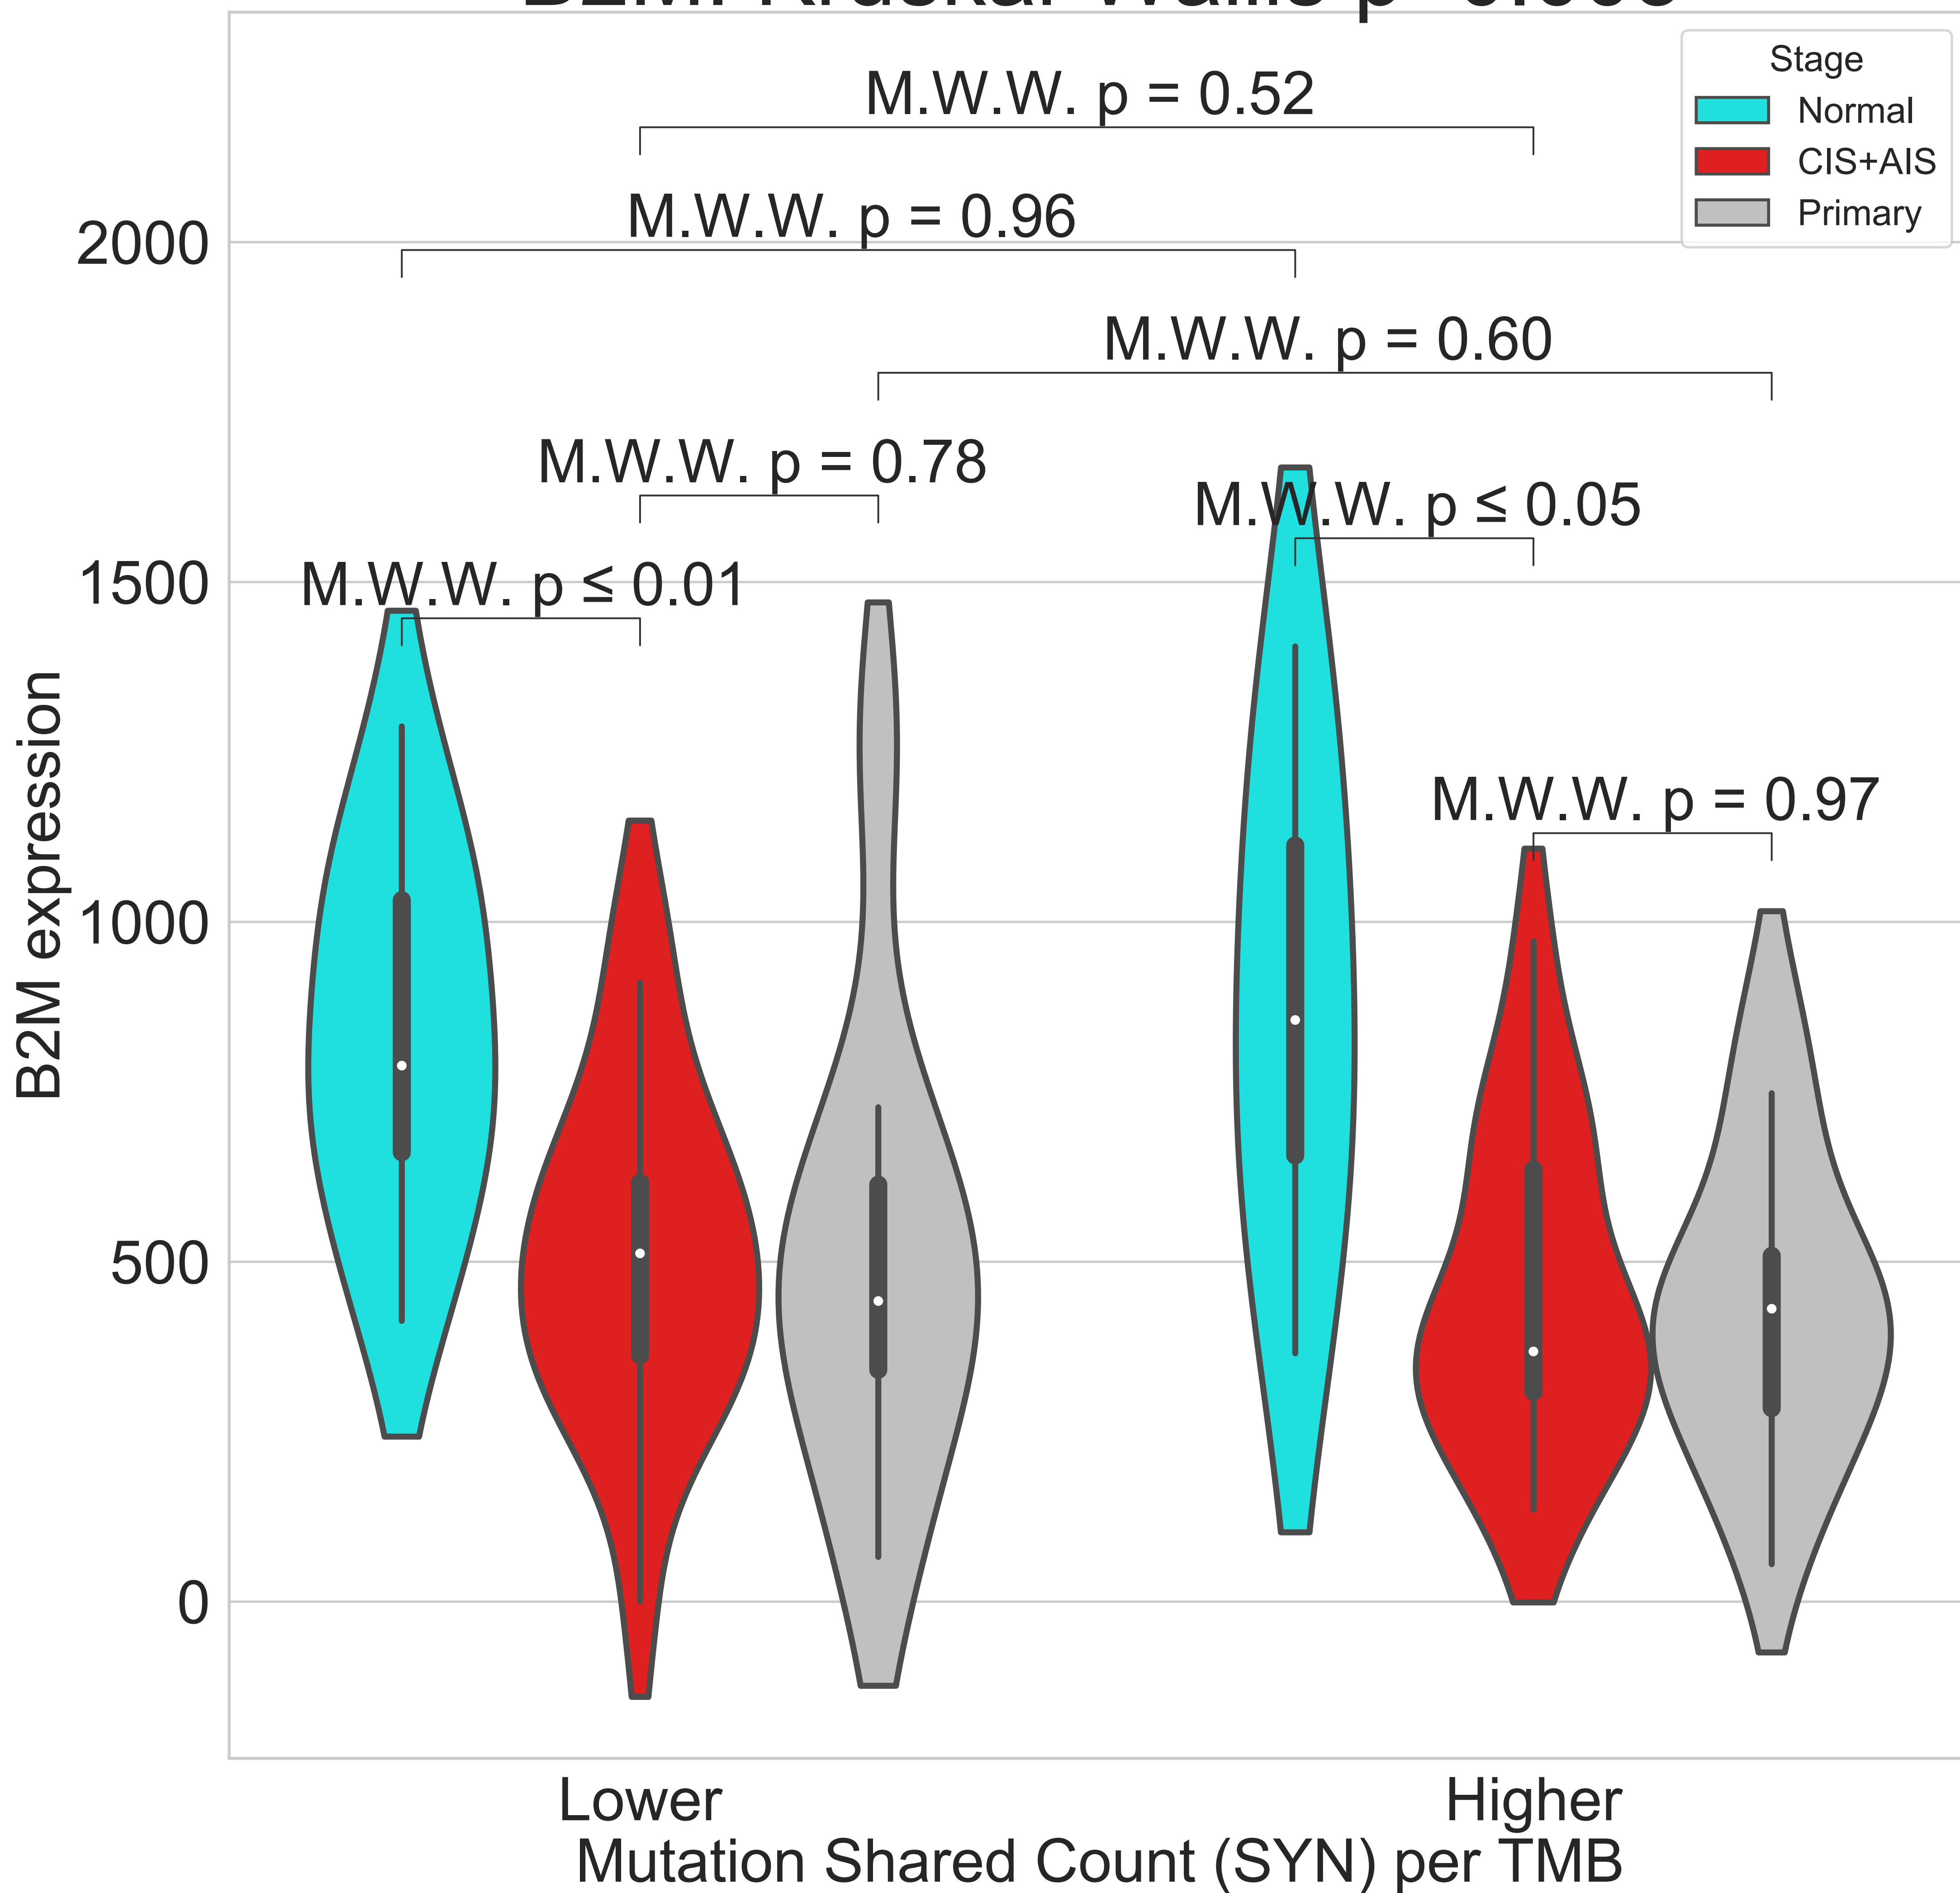 Stage
Normal
CIS+AIS
Primary
M.W.W. p = 0.52
M.W.W. p = 0.96
M.W.W. p = 0.60
M.W.W. p = 0.78
M.W.W. p ≤ 0.05
M.W.W. p ≤ 0.01
M.W.W. p = 0.97
2000
1500
1000
500
0
B2M expression
Lower
Higher
Mutation Shared Count (SYN) per TMB